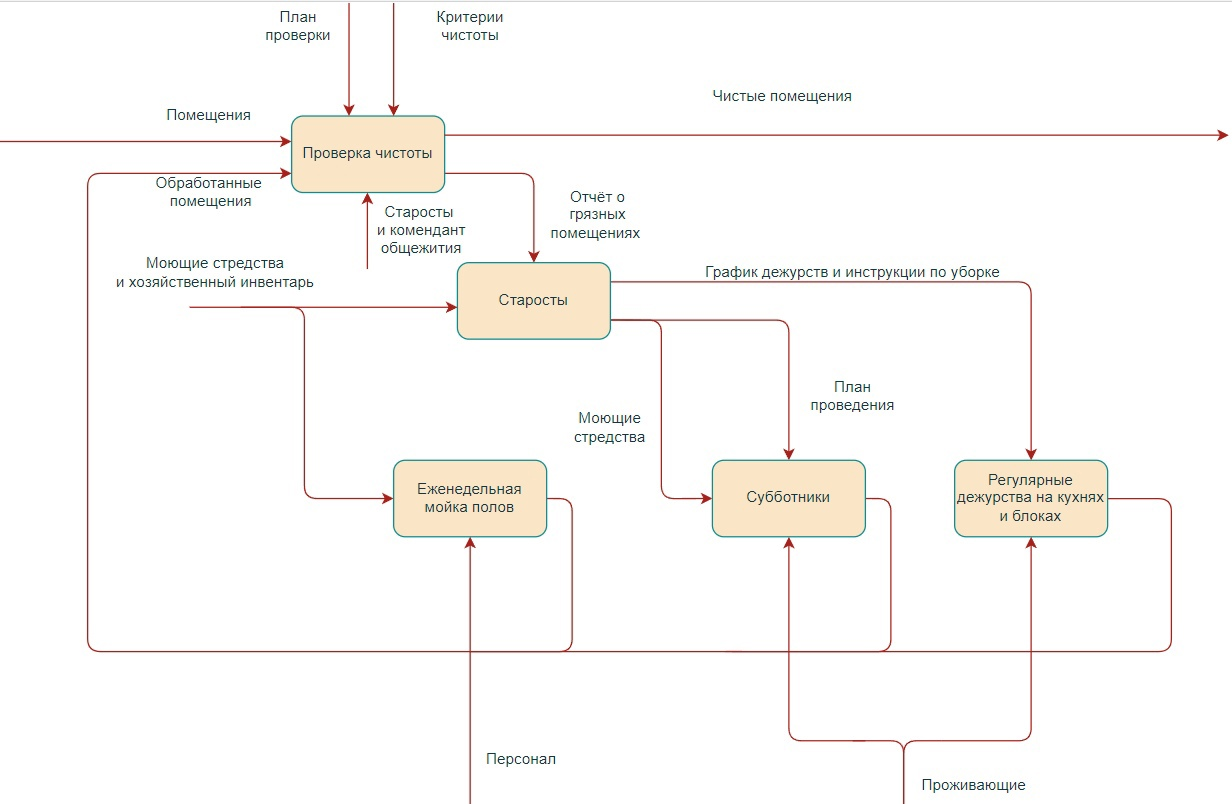 План
проверки
Критерии
чистоты
Чистые помещения
Помещения
Проверка чистоты
Обработанные
помещения
Отчёт о
грязных
помещениях
Старосты
и комендант
общежития
Моющие стредства
и хозяйственный инвентарь
График дежурств и инструкции по уборке
Старосты
План
проведения
Моющие
стредства
Еженедельная
мойка полов
Субботники
Регулярные
дежурства на кухнях
и блоках
Персонал
Проживающие